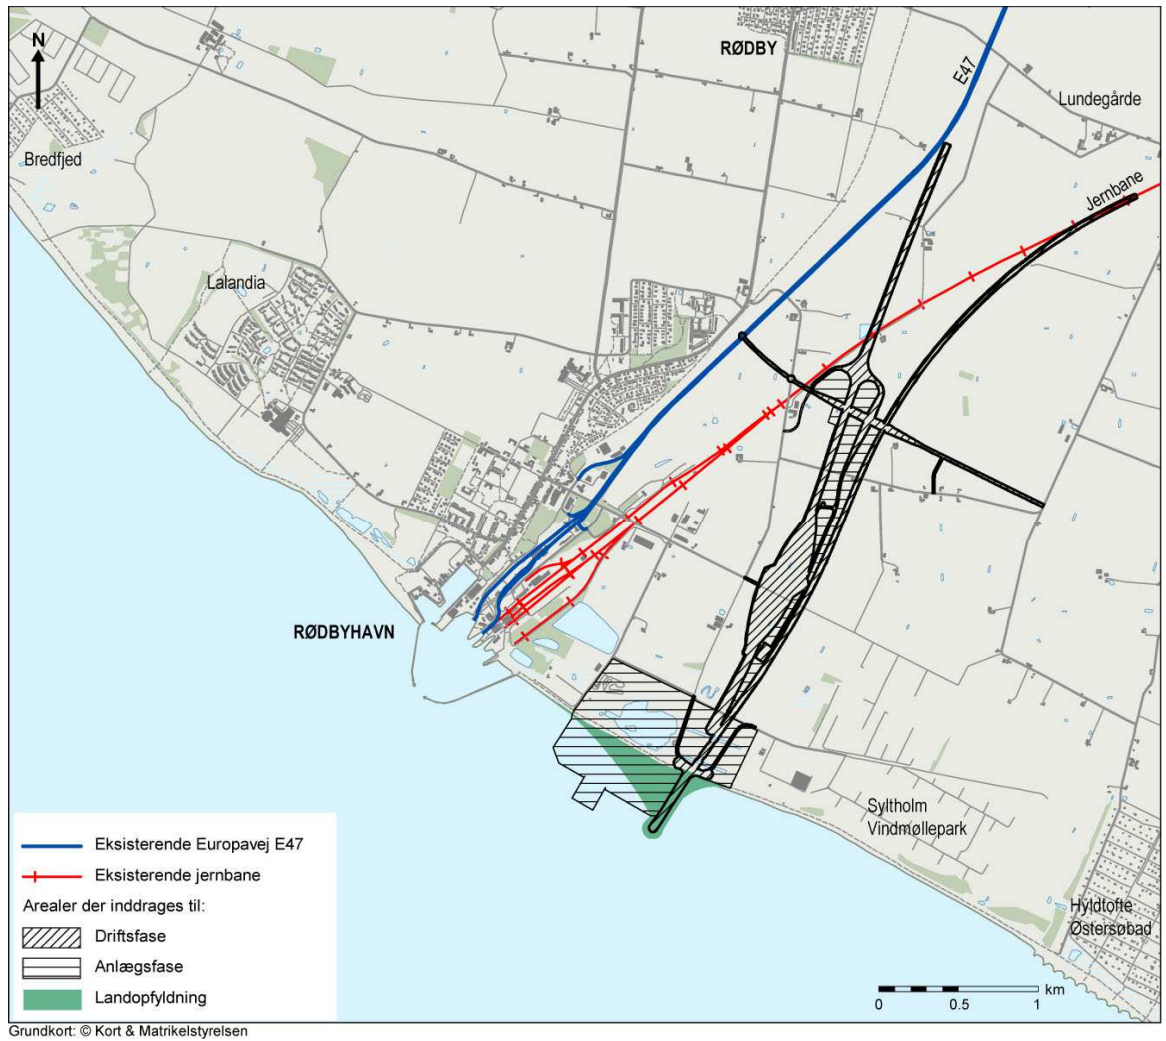 N
RØDBY
E47
Lundegårde
Bredfjed
Jernbane
Lalandia
RØDBYHAVN
Syltholm
Vindmøllepark
Hyldtofte
Østersøbad
Eksisterende Europavej E47
Eksisterende jernbane
Arealer der inddrages til:
Driftsfase
Anlægsfase
Landopfyldning
km
0 0.5 1
Grundkort: © Kort & Matrikelstyrelsen